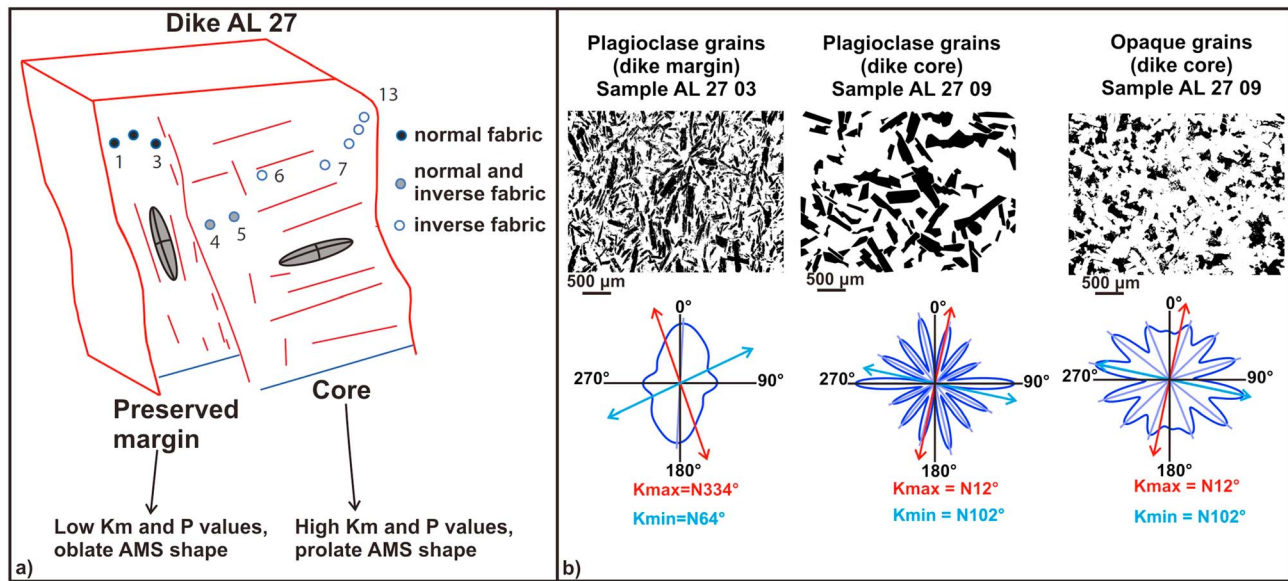 Dike AL 27
13
1
3
6
7
4
5
normal fabric
normal and
inverse fabric
inverse fabric
Preserved
margin
Core
Low Km and P values,
oblate AMS shape
High Km and P values,
prolate AMS shape
a)
Plagioclase grains
(dike margin)
Sample AL 27 03
Plagioclase grains
(dike core)
Sample AL 27 09
Opaque grains
(dike core)
Sample AL 27 09
500 µm
500 µm
500 µm
0°
270°
90°
180°
Kmax=N334°
Kmin=N64°
0°
270°
90°
180°
Kmax = N12°
Kmin = N102°
0°
270°
90°
180°
Kmax = N12°
Kmin = N102°
b)